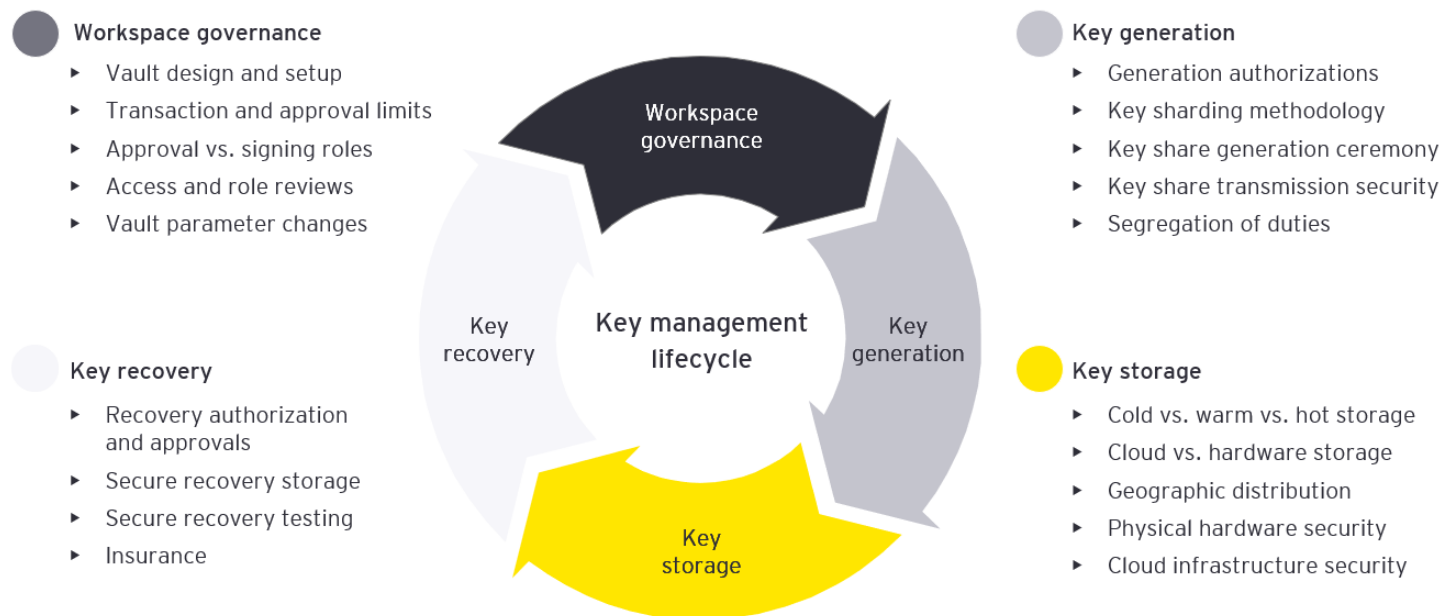 Workspace governance
▸ Vault design and setup
▸ Transaction and approval limits
▸ Approval vs. signing roles
▸ Access and role reviews
▸ Vault parameter changes
Key generation
▸ Generation authorizations
▸ Key sharding methodology
▸ Key share generation ceremony
▸ Key share transmission security
▸ Segregation of duties
Workspace
governance
Key
recovery
Key management
lifecycle
Key
generation
Key
storage
Key recovery
▸ Recovery authorization
and approvals
▸ Secure recovery storage
▸ Secure recovery testing
▸ Insurance
Key storage
▸ Cold vs. warm vs. hot storage
▸ Cloud vs. hardware storage
▸ Geographic distribution
▸ Physical hardware security
▸ Cloud infrastructure security